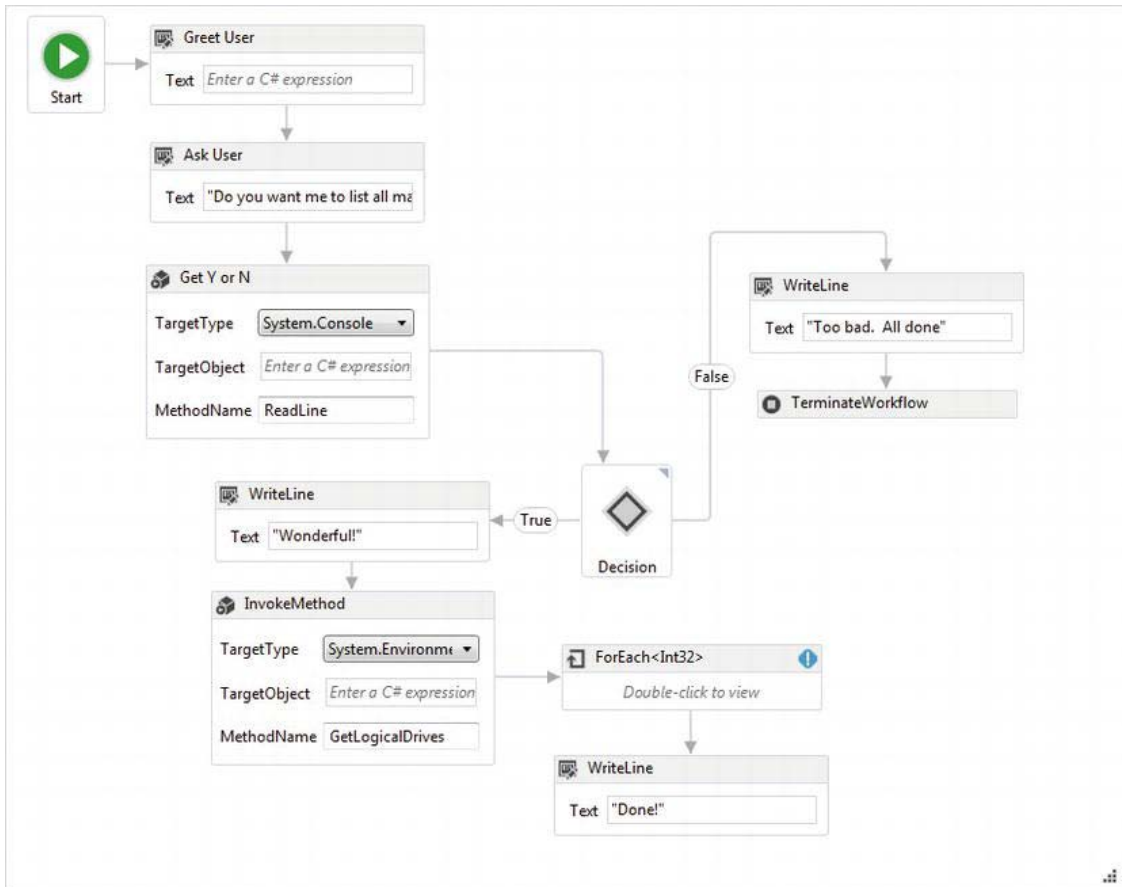 Start
Greet User
Text Enter a C# expression
Ask User
Text "Do you want me to list all ma
Get Y or N
TargetType System.Console
TargetObject Enter a C# expression
MethodName ReadLine
False
WriteLine
Text "Too bad.  All done"
TerminateWorkflow
Decision
True
WriteLine
Text "Wonderful!"
InvokeMethod
TargetType System.Environme
TargetObject Enter a C# expression
MethodName GetLogicalDrives
ForEach<Int32>
Double-click to view
WriteLine
Text "Done!"